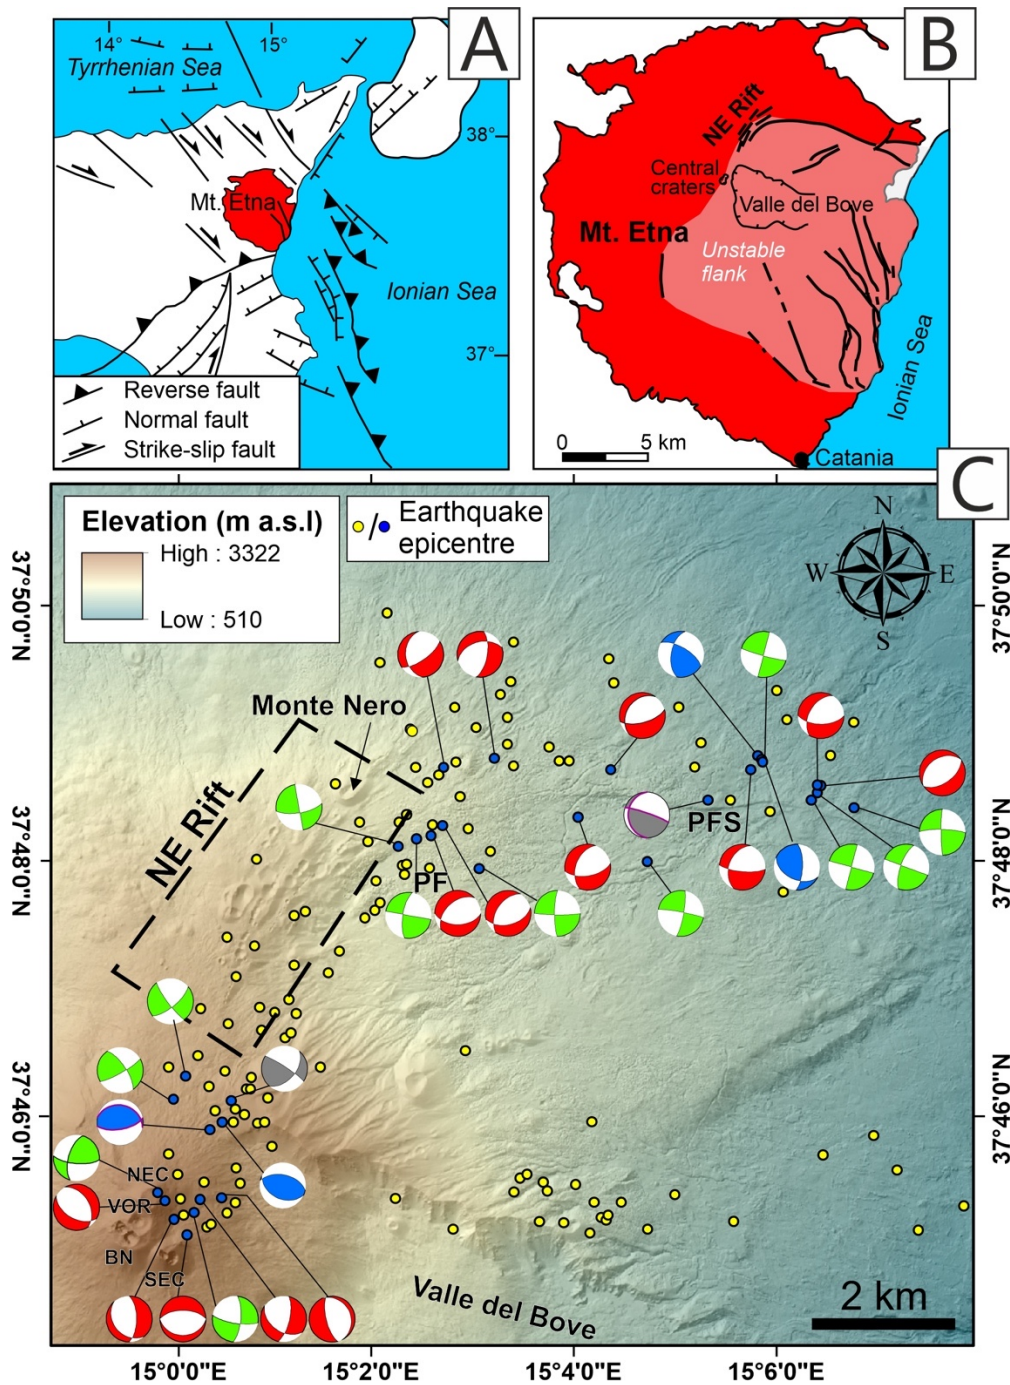 A
14°
15°
Tyrrhenian Sea
38°
Mt. Etna
Ionian Sea
37°
Reverse fault
Normal fault
Strike-slip fault
B
NE Rift
Central
craters
Valle del Bove
Mt. Etna
Unstable
flank
Ionian Sea
0 5 km
Catania
C
Elevation (m a.s.l)
High : 3322
Low : 510
/ Earthquake
epicentre
N
W E
S
37°50'0"N
37°50'0"N
Monte Nero
NE Rift
PFS
37°48'0"N
37°48'0"N
PF
37°46'0"N
37°46'0"N
NEC
VOR
BN
SEC
Valle del Bove
2 km
15°0'0"E
15°2'0"E
15°4'0"E
15°6'0"E